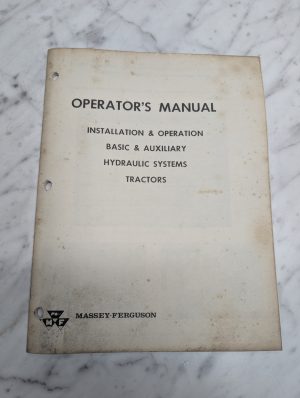 OPERATOR'S MANUAL
INSTALLATION & OPERATION
BASIC & AUXILIARY
HYDRAULIC SYSTEMS
TRACTORS
MASSEY-FERGUSON